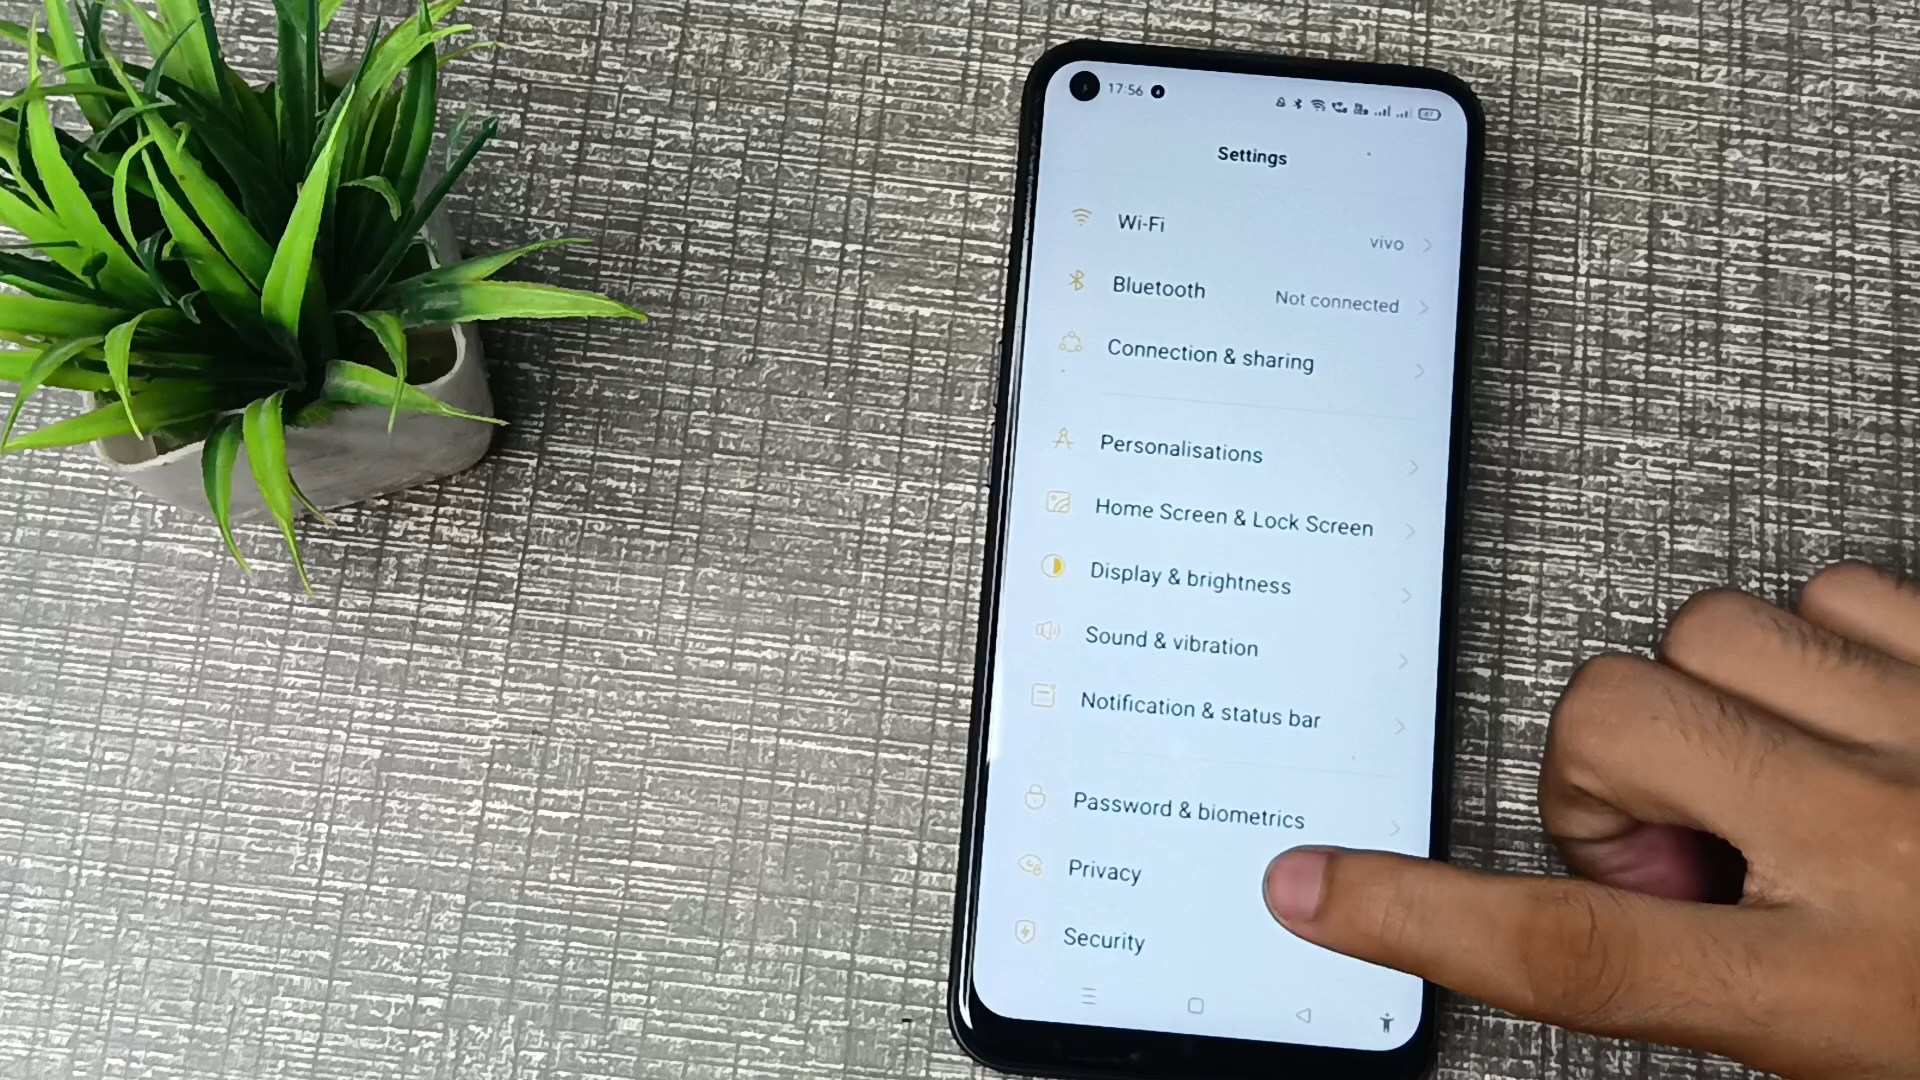 17:56
Settings
Wi-Fi vivo
Bluetooth Not connected
Connection & sharing
Personalisations
Home Screen & Lock Screen
Display & brightness
Sound & vibration
Notification & status bar
Password & biometrics
Privacy
Security